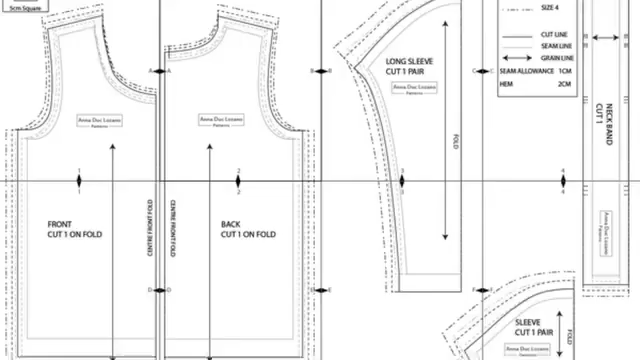 5cm Square
FRONT
CUT 1 ON FOLD
Anna Duc Lozano
Patterns
CENTRE FRONT FOLD
CENTRE FRONT FOLD
BACK
CUT 1 ON FOLD
Anna Duc Lozano
Patterns
LONG SLEEVE
CUT 1 PAIR
Anna Duc Lozano
Patterns
FOLD
SIZE 4
CUT LINE
SEAM LINE
GRAIN LINE
SEAM ALLOWANCE 1CM
HEM 2CM
NECK BAND
CUT 1
Anna Duc Lozano
Patterns
SLEEVE
CUT 1 PAIR
Anna Duc Lozano
FOLD
A A
B B
C C
1
1
2
2
3
3
4
4
D D
E E
F F